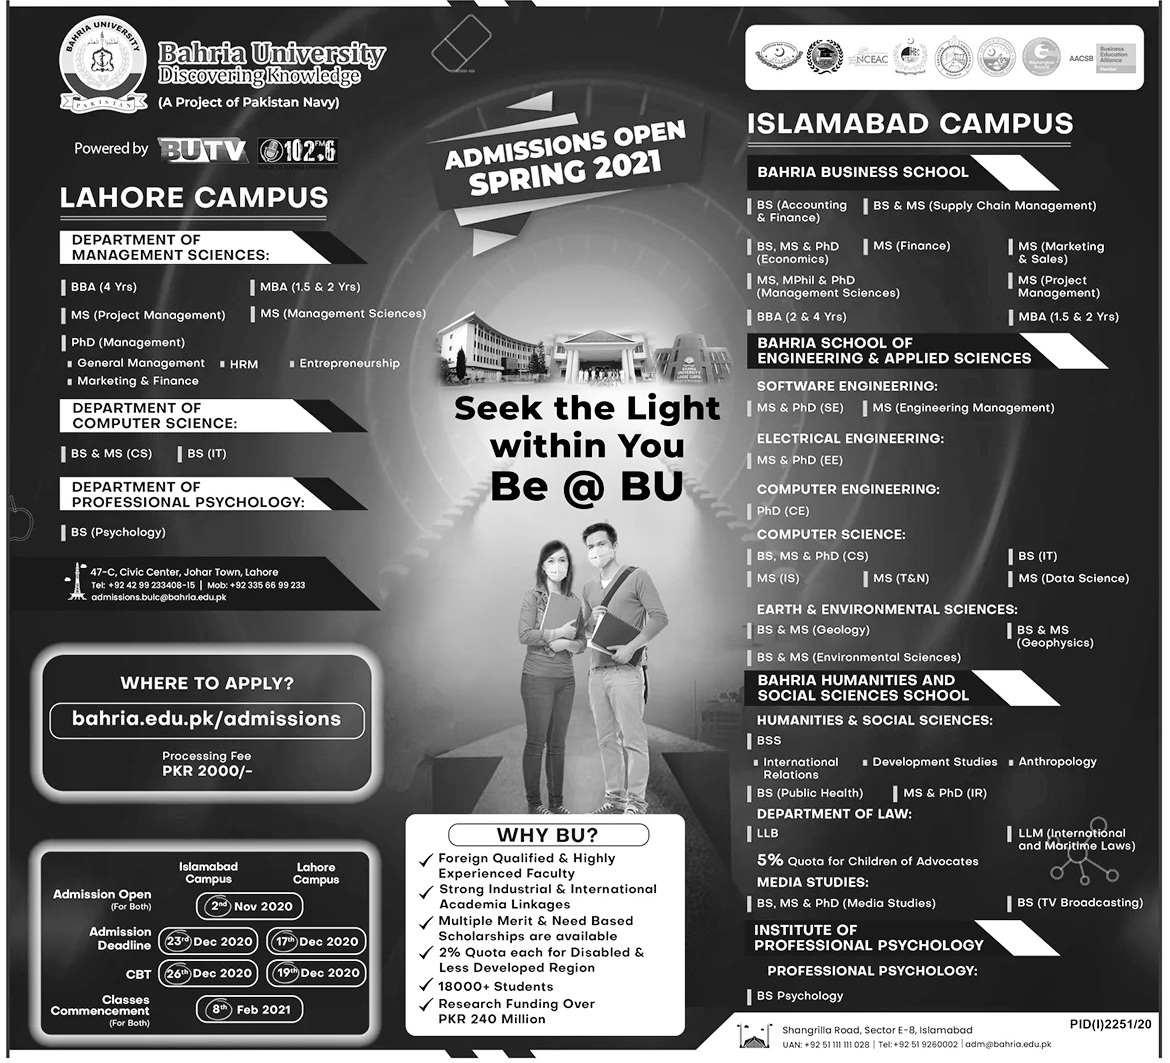 BAHRIA UNIVERSITY
PAKISTAN
Bahria University
Discovering Knowledge
(A Project of Pakistan Navy)
Powered by BUTV FM 102.6
LAHORE CAMPUS
DEPARTMENT OF
MANAGEMENT SCIENCES:
BBA (4 Yrs) MBA (1.5 & 2 Yrs)
MS (Project Management) MS (Management Sciences)
PhD (Management)
General Management HRM Entrepreneurship
Marketing & Finance
DEPARTMENT OF
COMPUTER SCIENCE:
BS & MS (CS) BS (IT)
DEPARTMENT OF
PROFESSIONAL PSYCHOLOGY:
BS (Psychology)
47-C, Civic Center, Johar Town, Lahore
Tel: +92 42 99 233408-15 | Mob: +92 335 66 99 233
admissions.bulc@bahria.edu.pk
WHERE TO APPLY?
bahria.edu.pk/admissions
Processing Fee
PKR 2000/-
Islamabad Campus Lahore Campus
Admission Open (For Both) 2nd Nov 2020
Admission Deadline 23rd Dec 2020 17th Dec 2020
CBT 26th Dec 2020 19th Dec 2020
Classes Commencement (For Both) 8th Feb 2021
ADMISSIONS OPEN
SPRING 2021
BAHRIA UNIVERSITY LAHORE CAMPUS
Seek the Light
within You
Be @ BU
WHY BU?
Foreign Qualified & Highly
Experienced Faculty
Strong Industrial & International
Academia Linkages
Multiple Merit & Need Based
Scholarships are available
2% Quota each for Disabled &
Less Developed Region
18000+ Students
Research Funding Over
PKR 240 Million
NCEAC HEC Washington Accord AACSB Business Education Alliance Member
ISLAMABAD CAMPUS
BAHRIA BUSINESS SCHOOL
BS (Accounting & Finance) BS & MS (Supply Chain Management)
BS, MS & PhD (Economics) MS (Finance) MS (Marketing & Sales)
MS, MPhil & PhD (Management Sciences) MS (Project Management)
BBA (2 & 4 Yrs) MBA (1.5 & 2 Yrs)
BAHRIA SCHOOL OF
ENGINEERING & APPLIED SCIENCES
SOFTWARE ENGINEERING:
MS & PhD (SE) MS (Engineering Management)
ELECTRICAL ENGINEERING:
MS & PhD (EE)
COMPUTER ENGINEERING:
PhD (CE)
COMPUTER SCIENCE:
BS, MS & PhD (CS) BS (IT)
MS (IS) MS (T&N) MS (Data Science)
EARTH & ENVIRONMENTAL SCIENCES:
BS & MS (Geology) BS & MS (Geophysics)
BS & MS (Environmental Sciences)
BAHRIA HUMANITIES AND
SOCIAL SCIENCES SCHOOL
HUMANITIES & SOCIAL SCIENCES:
BSS
International Relations Development Studies Anthropology
BS (Public Health) MS & PhD (IR)
DEPARTMENT OF LAW:
LLB LLM (International and Maritime Laws)
5% Quota for Children of Advocates
MEDIA STUDIES:
BS, MS & PhD (Media Studies) BS (TV Broadcasting)
INSTITUTE OF
PROFESSIONAL PSYCHOLOGY
PROFESSIONAL PSYCHOLOGY:
BS Psychology
PID(I)2251/20
Shangrilla Road, Sector E-8, Islamabad
UAN: +92 51 111 111 028 | Tel:+92 51 9260002 | adm@bahria.edu.pk